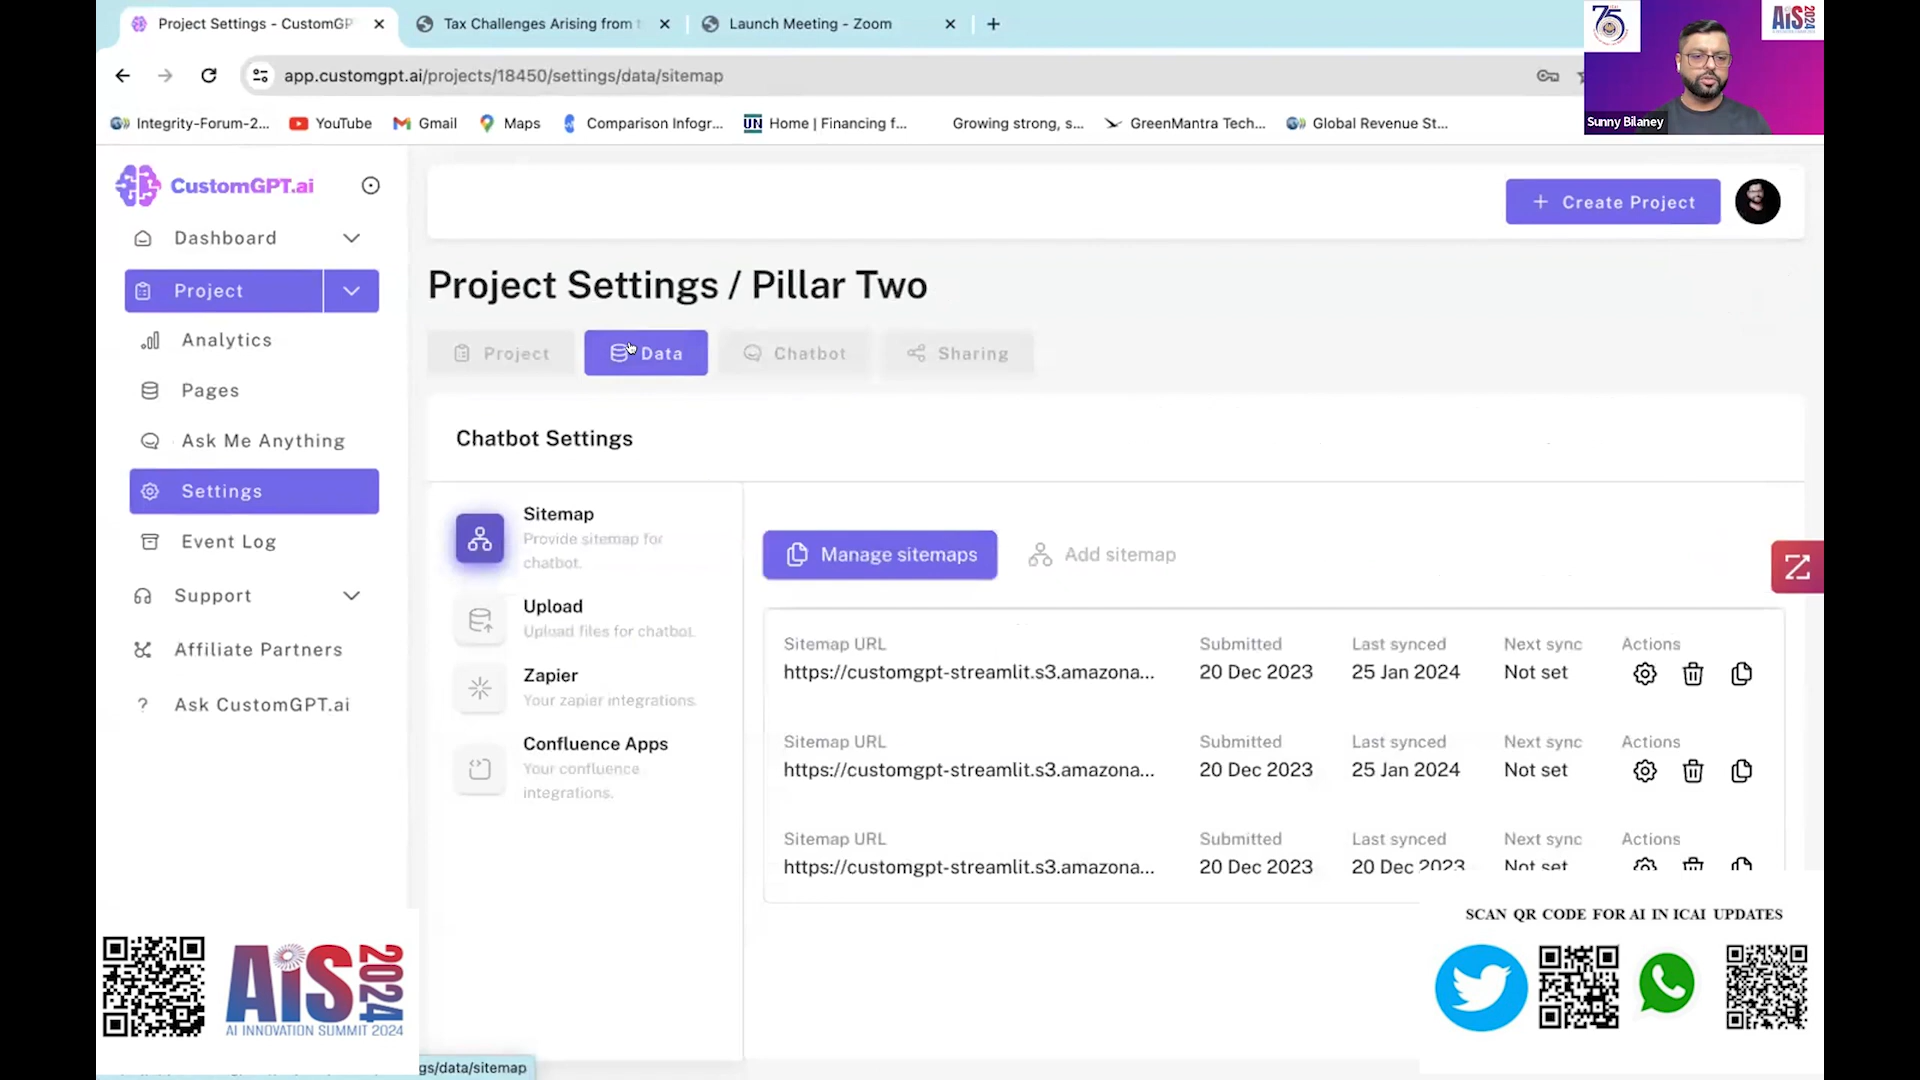 Project Settings - CustomGP
Tax Challenges Arising from t
Launch Meeting - Zoom
app.customgpt.ai/projects/18450/settings/data/sitemap
Integrity-Forum-2...
YouTube
Gmail
Maps
Comparison Infogr...
UN
Home | Financing f...
Growing strong, s...
GreenMantra Tech...
Global Revenue St...
75
AiS 2024
Sunny Bilaney
CustomGPT.ai
Dashboard
Project
Analytics
Pages
Ask Me Anything
Settings
Event Log
Support
Affiliate Partners
? Ask CustomGPT.ai
+ Create Project
Project Settings / Pillar Two
Project
Data
Chatbot
Sharing
Chatbot Settings
Sitemap
Provide sitemap for
chatbot.
Upload
Upload files for chatbot.
Zapier
Your zapier integrations.
Confluence Apps
Your confluence
integrations.
Manage sitemaps
Add sitemap
Sitemap URL Submitted Last synced Next sync Actions
https://customgpt-streamlit.s3.amazona... 20 Dec 2023 25 Jan 2024 Not set
Sitemap URL Submitted Last synced Next sync Actions
https://customgpt-streamlit.s3.amazona... 20 Dec 2023 25 Jan 2024 Not set
Sitemap URL Submitted Last synced Next sync Actions
https://customgpt-streamlit.s3.amazona... 20 Dec 2023 20 Dec 2023 Not set
AiS 2024
AI INNOVATION SUMMIT 2024
gs/data/sitemap
SCAN QR CODE FOR AI IN ICAI UPDATES